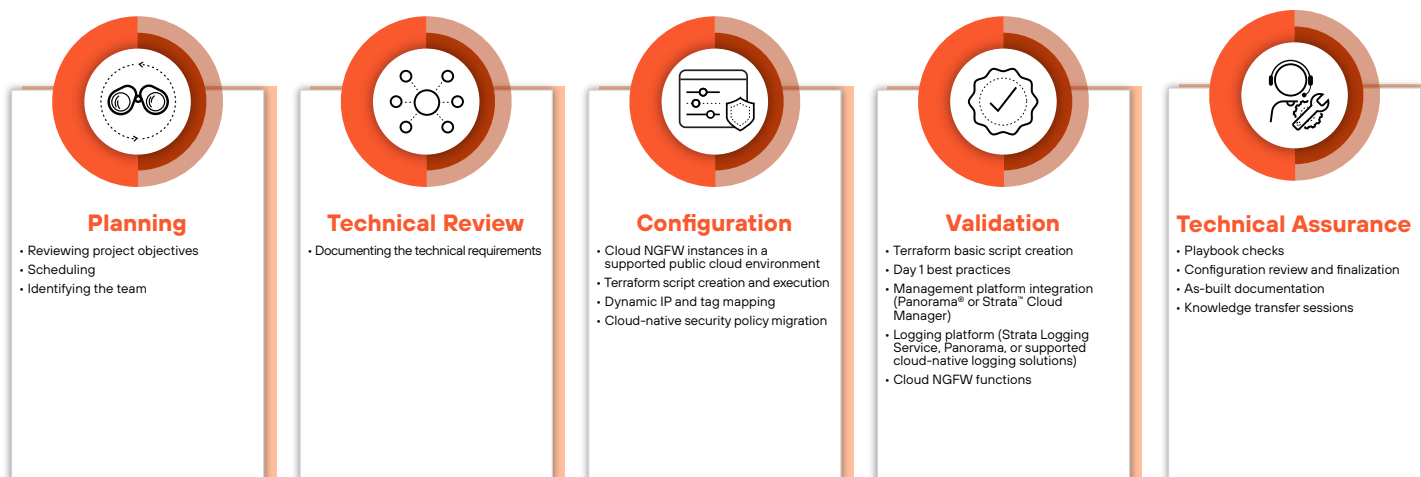 Planning
• Reviewing project objectives
• Scheduling
• Identifying the team
Technical Review
• Documenting the technical requirements
Configuration
• Cloud NGFW instances in a
supported public cloud environment
• Terraform script creation and execution
• Dynamic IP and tag mapping
• Cloud-native security policy migration
Validation
• Terraform basic script creation
• Day 1 best practices
• Management platform integration
(Panorama® or Strata™ Cloud
Manager)
• Logging platform (Strata Logging
Service, Panorama, or supported
cloud-native logging solutions)
• Cloud NGFW functions
Technical Assurance
• Playbook checks
• Configuration review and finalization
• As-built documentation
• Knowledge transfer sessions